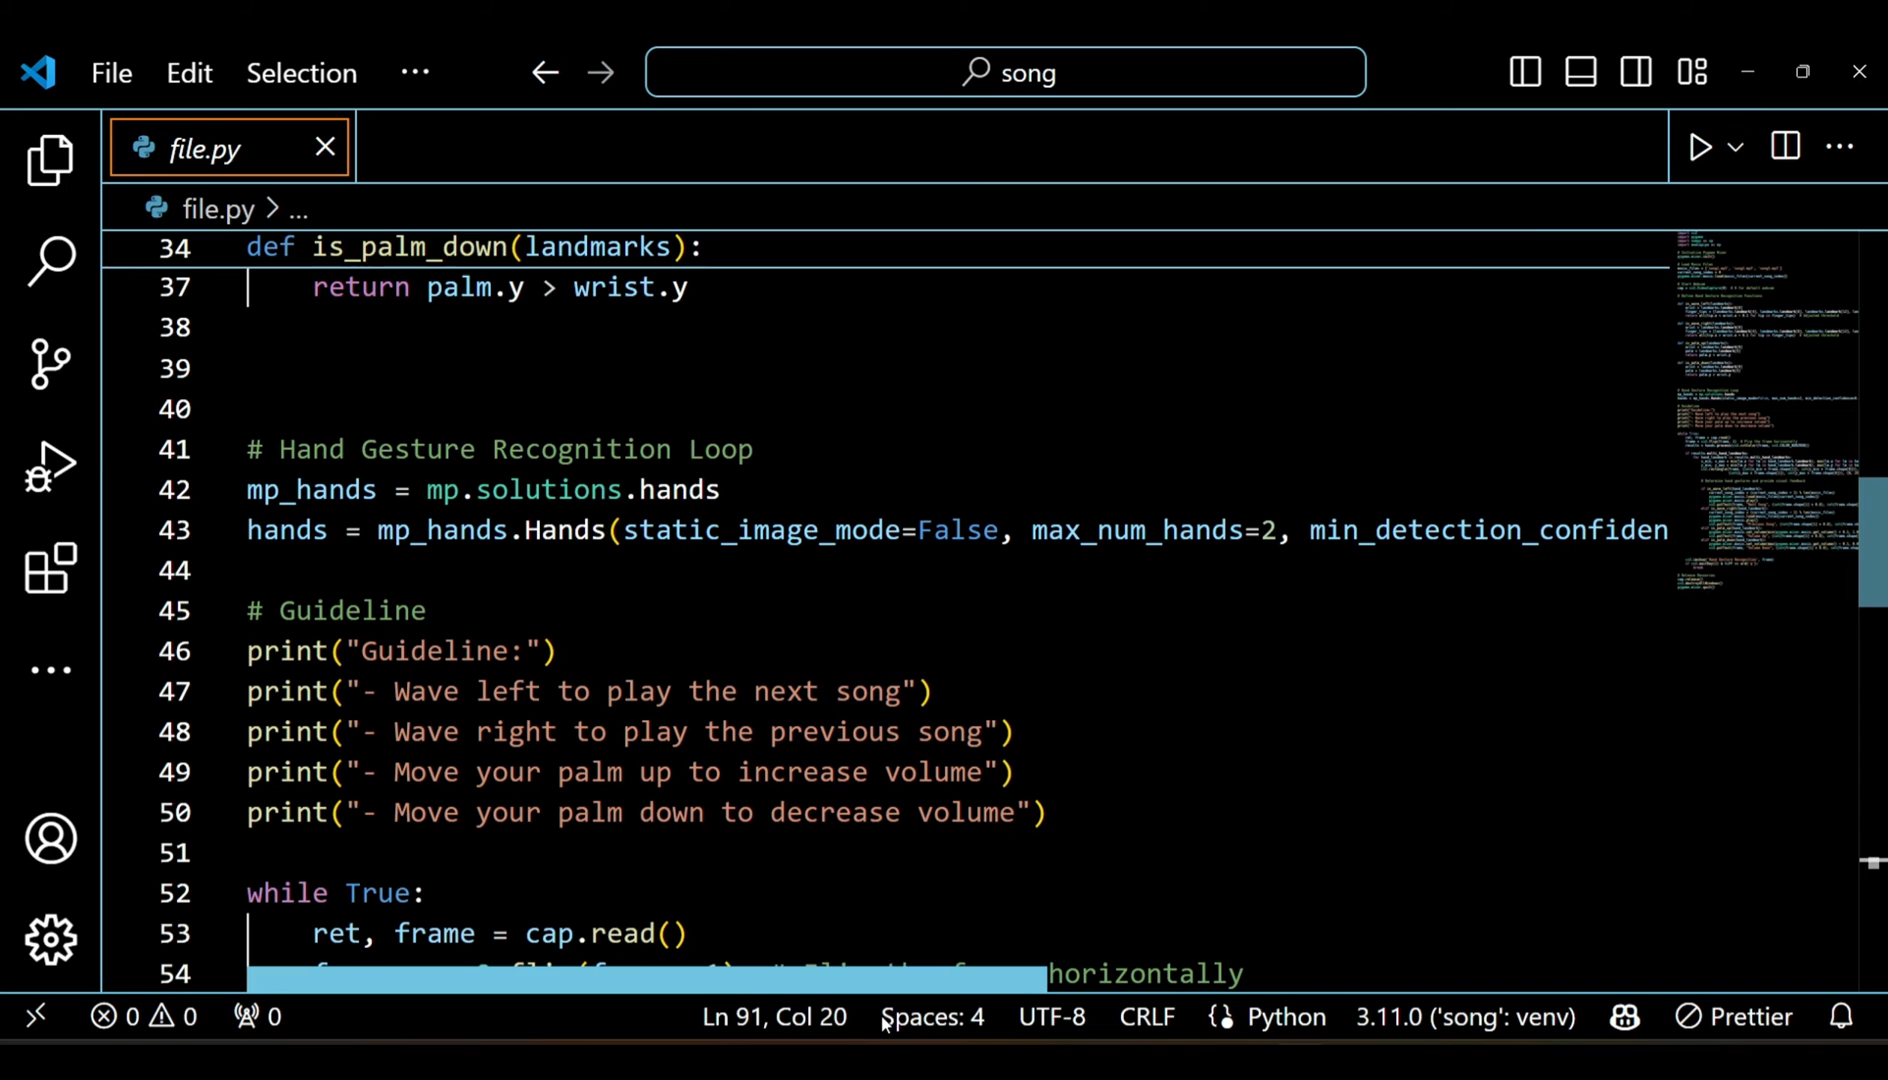 File Edit Selection ... song
file.py
file.py > ...
34 def is_palm_down(landmarks):
37 return palm.y > wrist.y
38
39
40
41 # Hand Gesture Recognition Loop
42 mp_hands = mp.solutions.hands
43 hands = mp_hands.Hands(static_image_mode=False, max_num_hands=2, min_detection_confiden
44
45 # Guideline
46 print("Guideline:")
47 print("- Wave left to play the next song")
48 print("- Wave right to play the previous song")
49 print("- Move your palm up to increase volume")
50 print("- Move your palm down to decrease volume")
51
52 while True:
53 ret, frame = cap.read()
54 horizontally
0 0 0 Ln 91, Col 20 Spaces: 4 UTF-8 CRLF Python 3.11.0 ('song': venv) Prettier